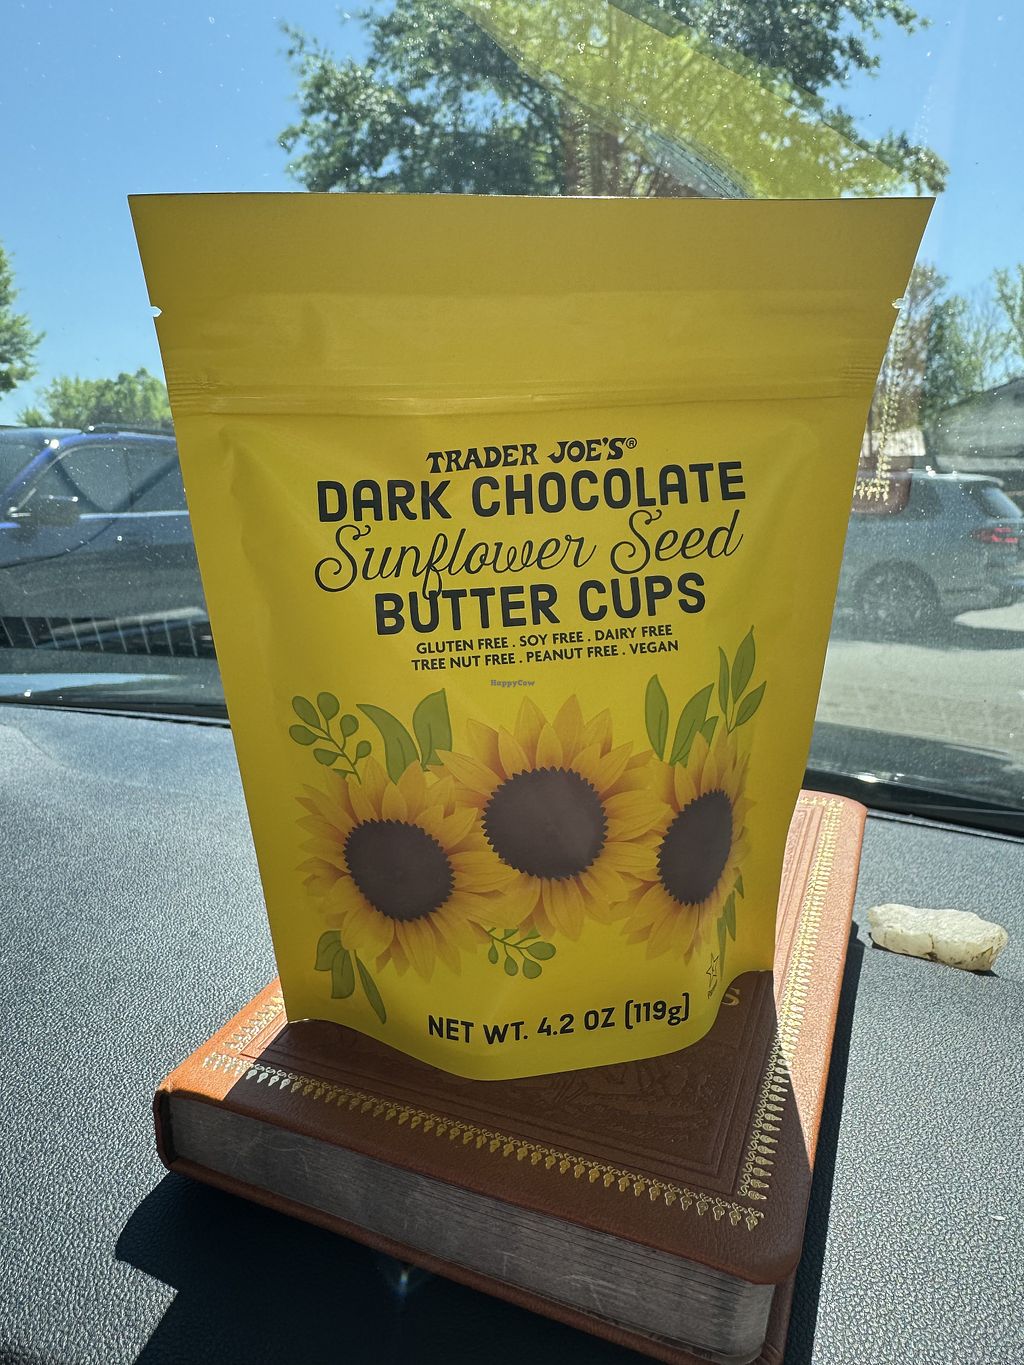 TRADER JOE'S®
DARK CHOCOLATE
Sunflower Seed
BUTTER CUPS
GLUTEN FREE . SOY FREE . DAIRY FREE
TREE NUT FREE . PEANUT FREE . VEGAN
HappyCow
NET WT. 4.2 OZ (119g)